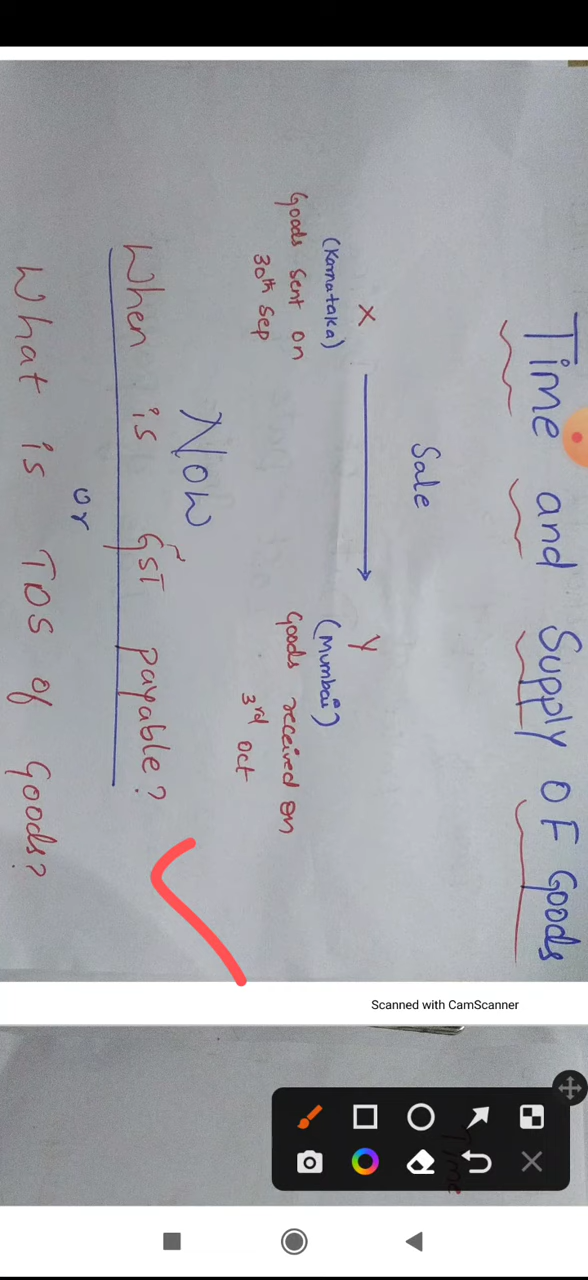 Time and Supply OF Goods
Sale
X
Y
(Karnataka)
(Mumbai)
Goods sent on
30th Sep
Goods received on
3rd Oct
Now
When is GST payable?
or
What is TOS of Goods?
Scanned with CamScanner
Time